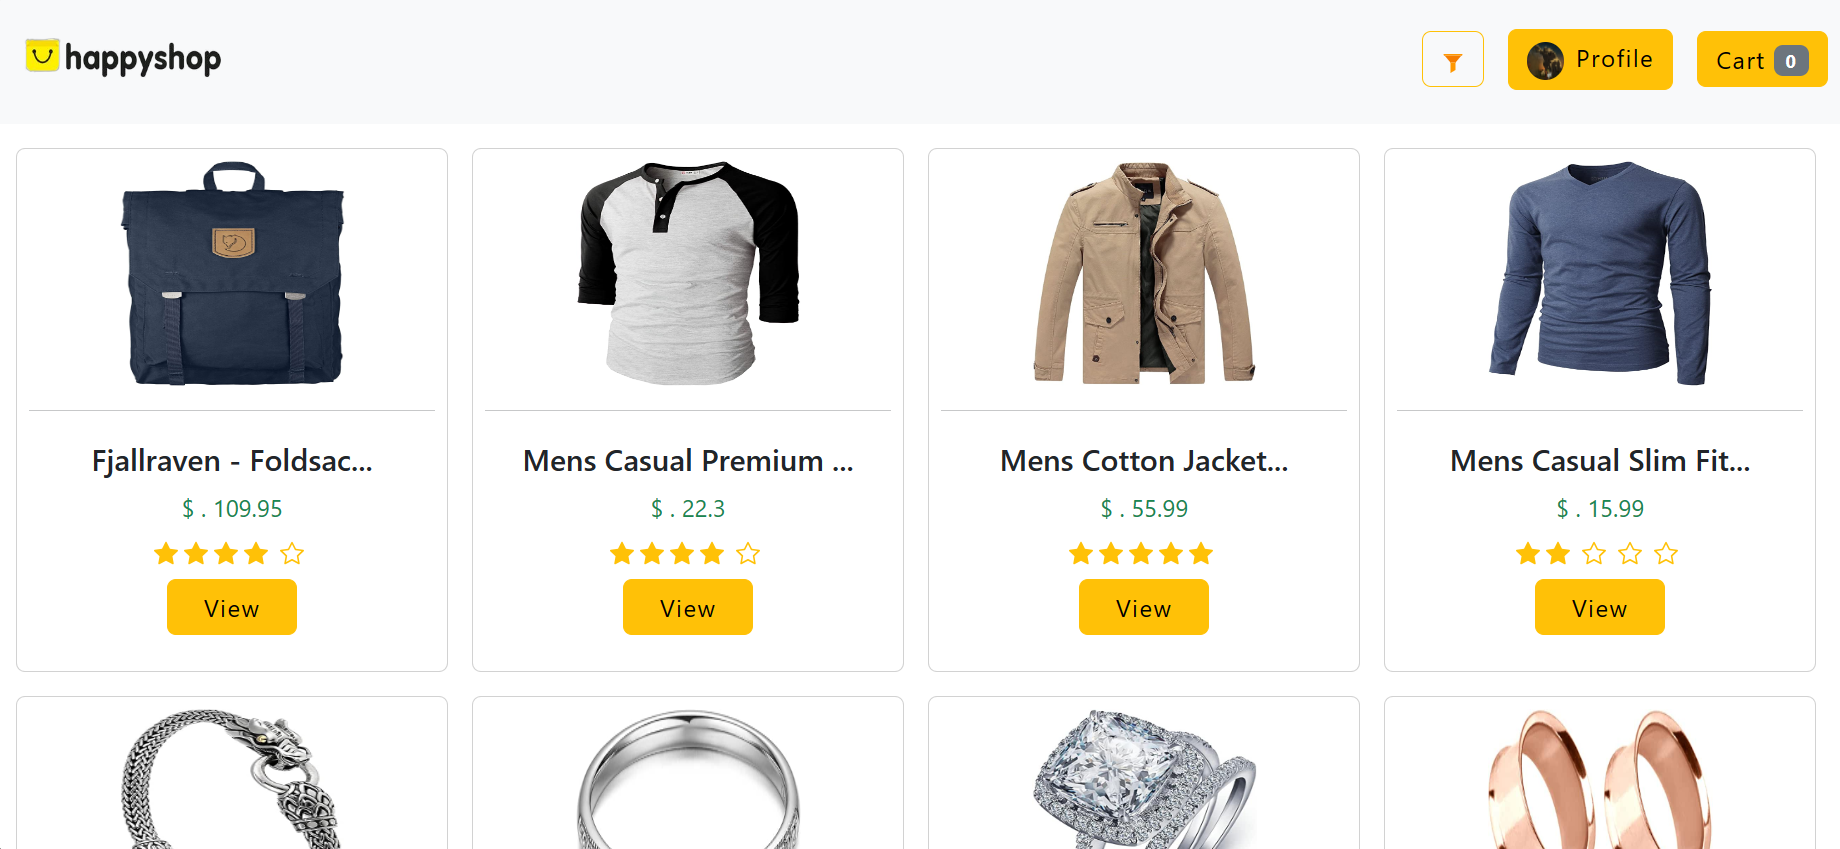 happyshop
Profile
Cart 0
Fjallraven - Foldsac...
$ . 109.95
View
Mens Casual Premium ...
$ . 22.3
View
Mens Cotton Jacket...
$ . 55.99
View
Mens Casual Slim Fit...
$ . 15.99
View